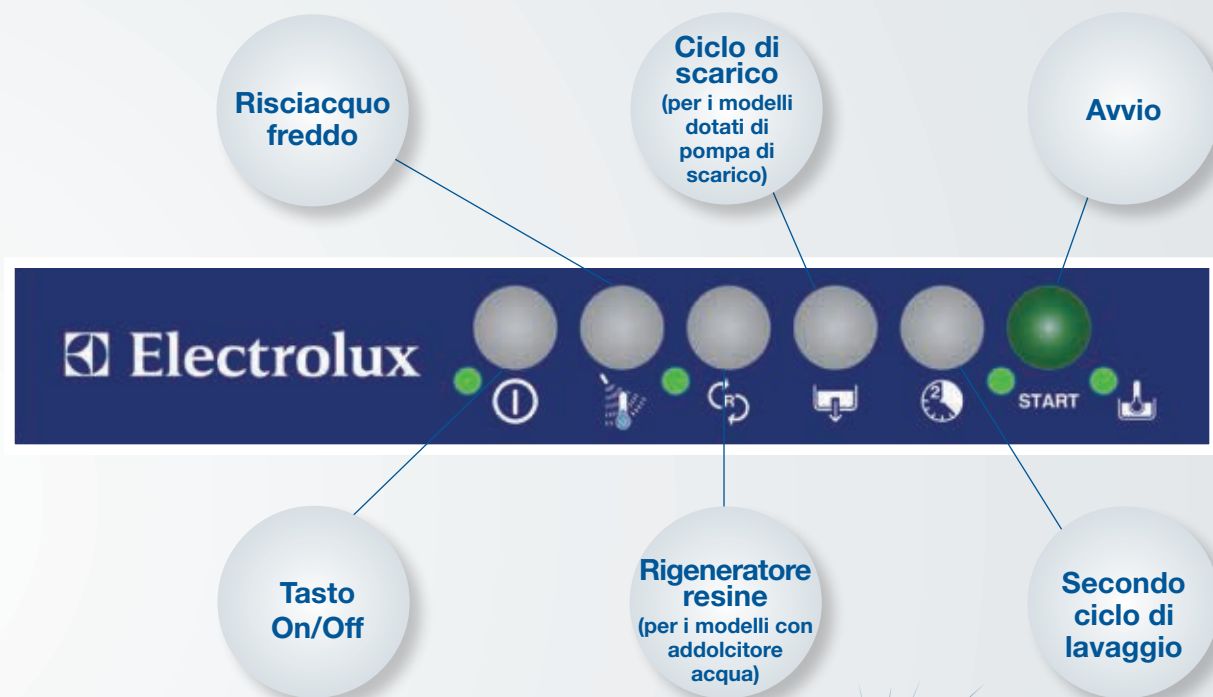 Risciacquo
freddo
Ciclo di
scarico
(per i modelli
dotati di
pompa di
scarico)
Avvio
Electrolux
R
2
START
Tasto
On/Off
Rigeneratore
resine
(per i modelli con
addolcitore
acqua)
Secondo
ciclo di
lavaggio